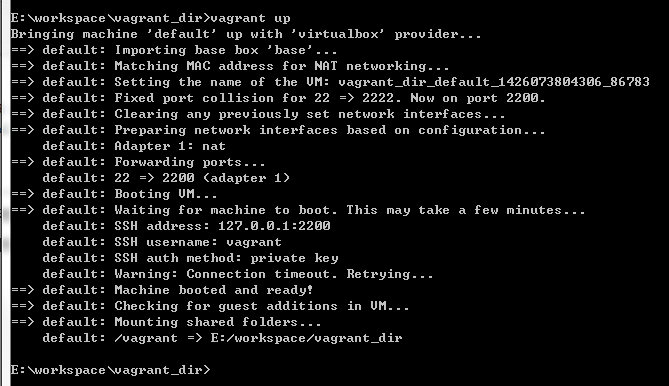 E:\workspace\vagrant_dir>vagrant up
Bringing machine 'default' up with 'virtualbox' provider...
==> default: Importing base box 'base'...
==> default: Matching MAC address for NAT networking...
==> default: Setting the name of the VM: vagrant_dir_default_1426073804306_86783
==> default: Fixed port collision for 22 => 2222. Now on port 2200.
==> default: Clearing any previously set network interfaces...
==> default: Preparing network interfaces based on configuration...
    default: Adapter 1: nat
==> default: Forwarding ports...
    default: 22 => 2200 (adapter 1)
==> default: Booting VM...
==> default: Waiting for machine to boot. This may take a few minutes...
    default: SSH address: 127.0.0.1:2200
    default: SSH username: vagrant
    default: SSH auth method: private key
    default: Warning: Connection timeout. Retrying...
==> default: Machine booted and ready!
==> default: Checking for guest additions in VM...
==> default: Mounting shared folders...
    default: /vagrant => E:/workspace/vagrant_dir
E:\workspace\vagrant_dir>